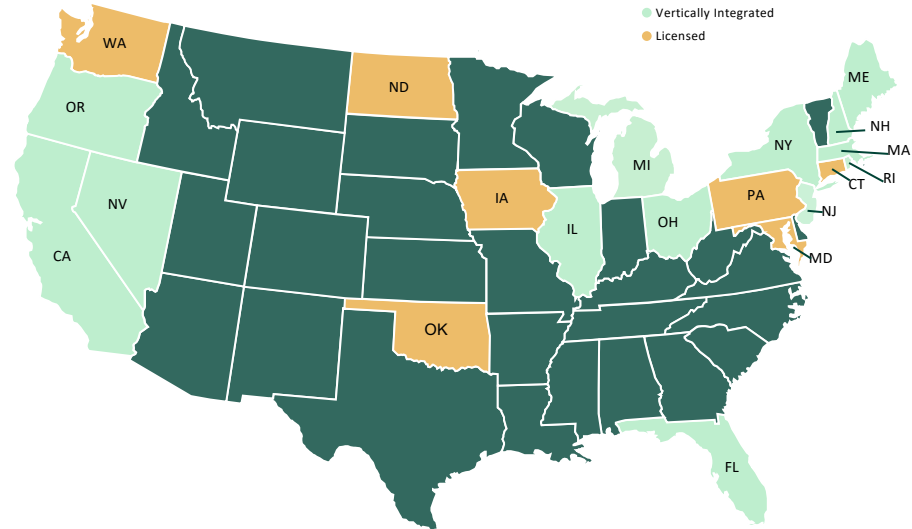 Vertically Integrated
Licensed
WA
ND
ME
OR
NH
NY
MA
MI
RI
CT
NV
IA
PA
NJ
IL
OH
CA
MD
OK
FL